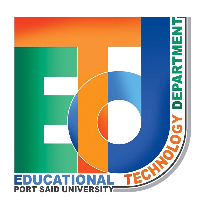 ETD
EDUCATIONAL
TECHNOLOGY DEPARTMENT
PORT SAID UNIVERSITY